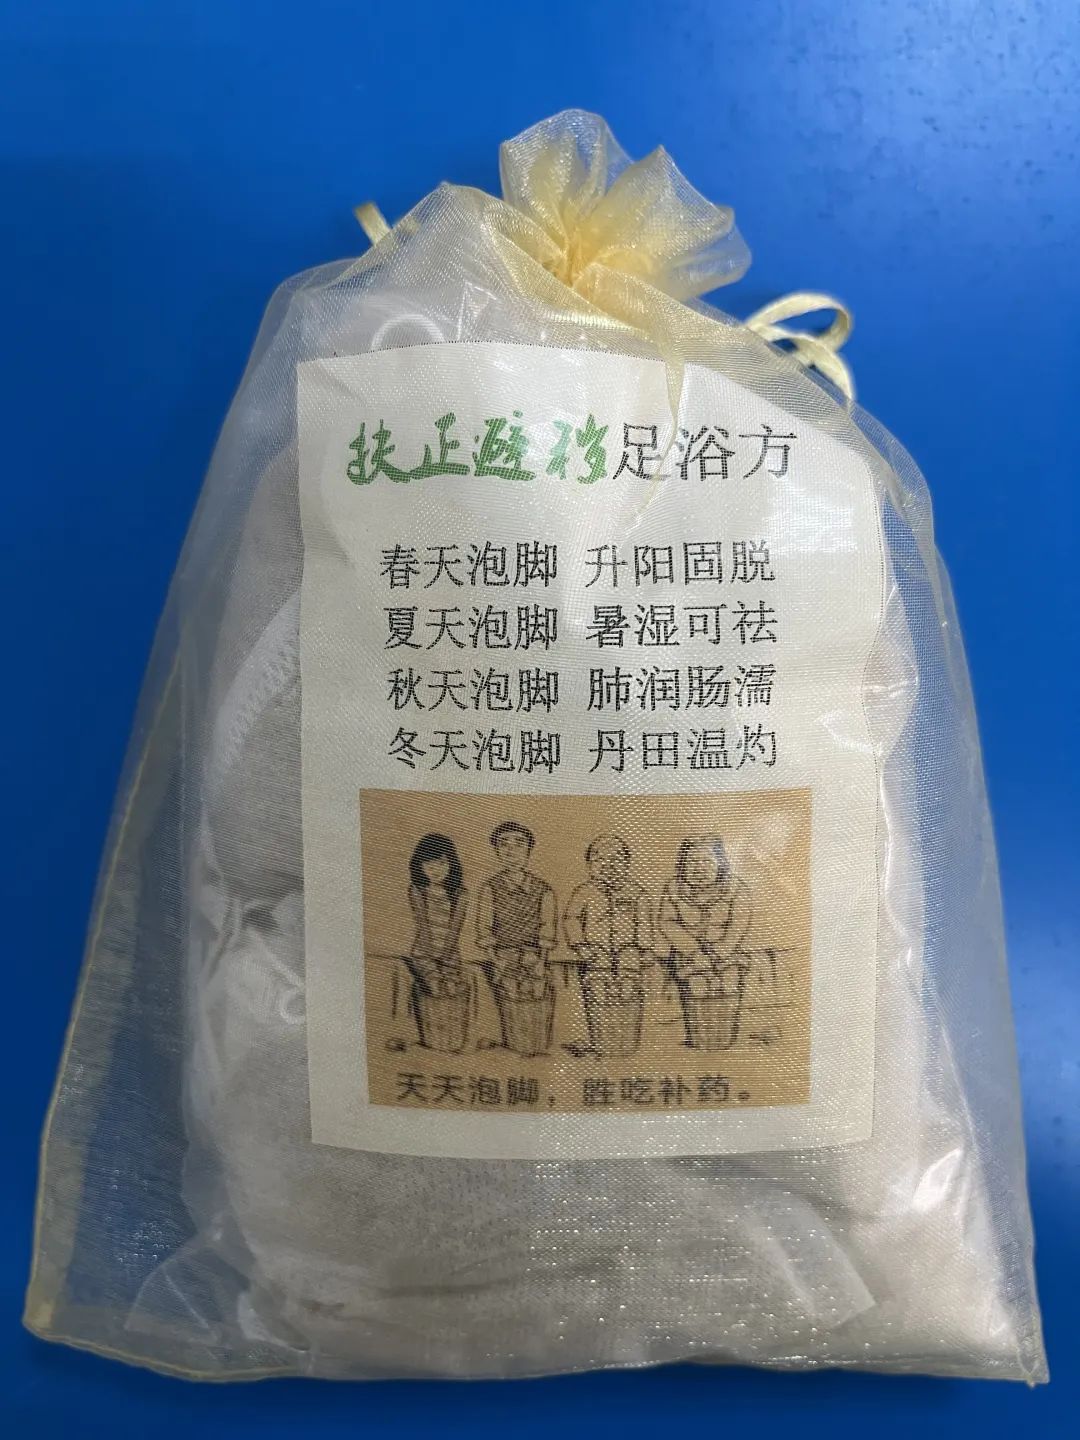 扶正避秽足浴方
春天泡脚 升阳固脱
夏天泡脚 暑湿可祛
秋天泡脚 肺润肠濡
冬天泡脚 丹田温灼
天天泡脚，胜吃补药。